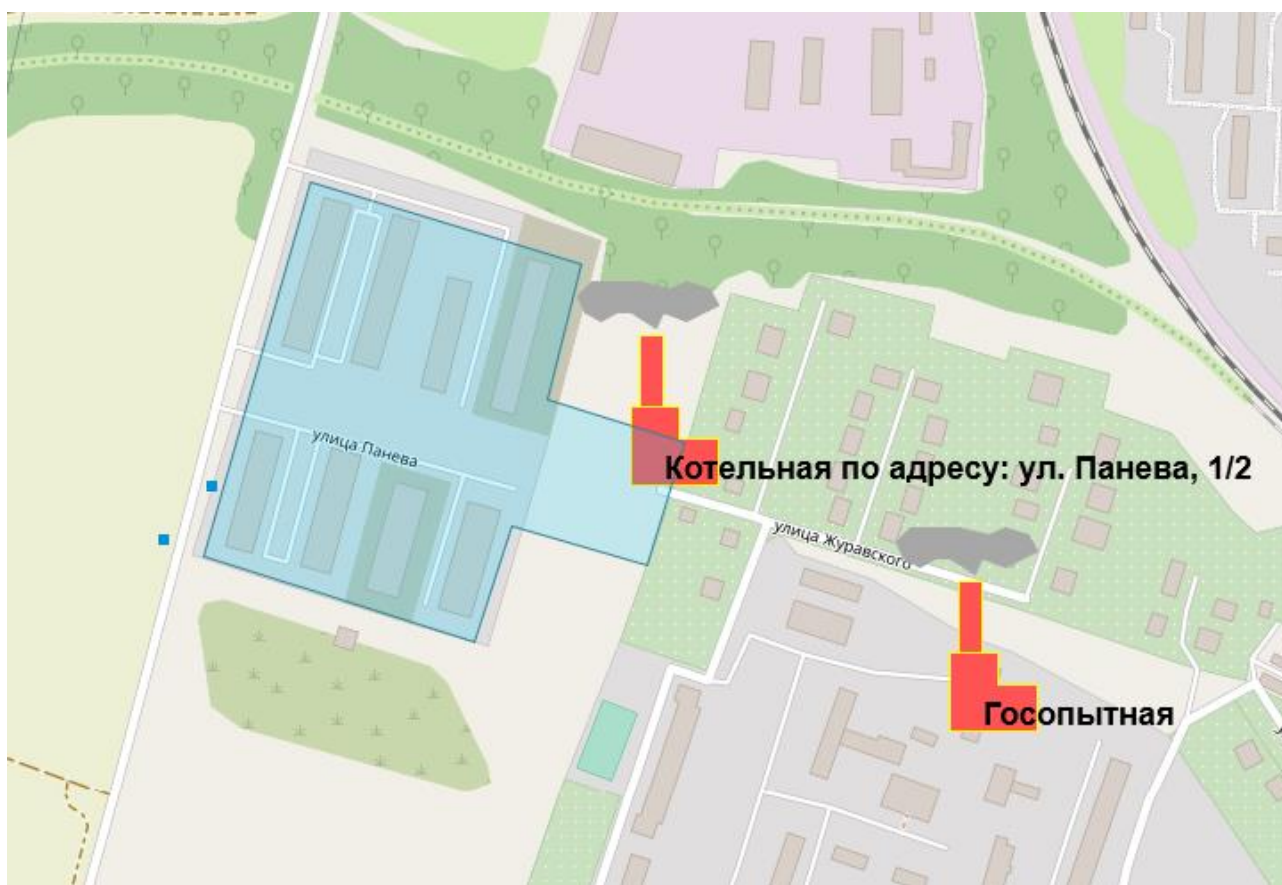 улица Панева
Котельная по адресу: ул. Панева, 1/2
улица Журавского
Госопытная